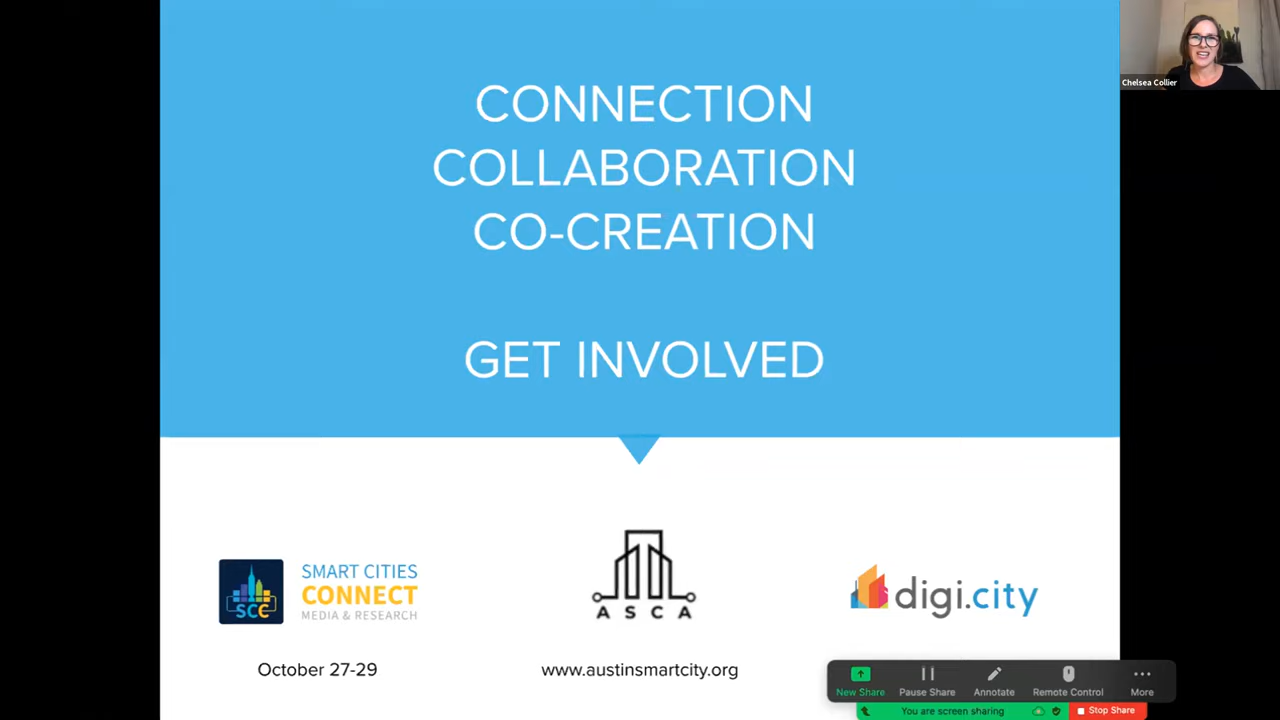 CONNECTION
COLLABORATION
CO-CREATION
GET INVOLVED
Chelsea Collier
SCC
SMART CITIES
CONNECT
MEDIA & RESEARCH
ASCA
digi.city
October 27-29
www.austinsmartcity.org
New Share
Pause Share
Annotate
Remote Control
More
You are screen sharing
Stop Share